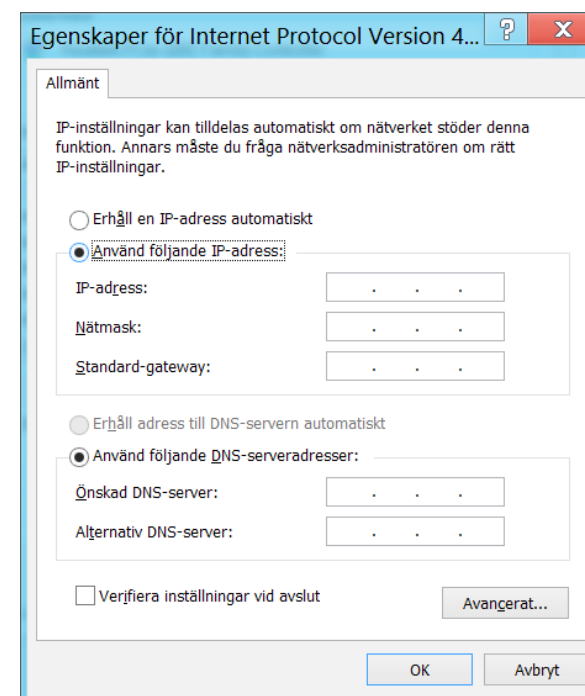 Egenskaper för Internet Protocol Version 4...
Allmänt
IP-inställningar kan tilldelas automatiskt om nätverket stöder denna
funktion. Annars måste du fråga nätverksadministratören om rätt
IP-inställningar.
Erhåll en IP-adress automatiskt
Använd följande IP-adress:
IP-adress:
Nätmask:
Standard-gateway:
Erhåll adress till DNS-servern automatiskt
Använd följande DNS-serveradresser:
Önskad DNS-server:
Alternativ DNS-server:
Verifiera inställningar vid avslut
Avancerat...
OK
Avbryt